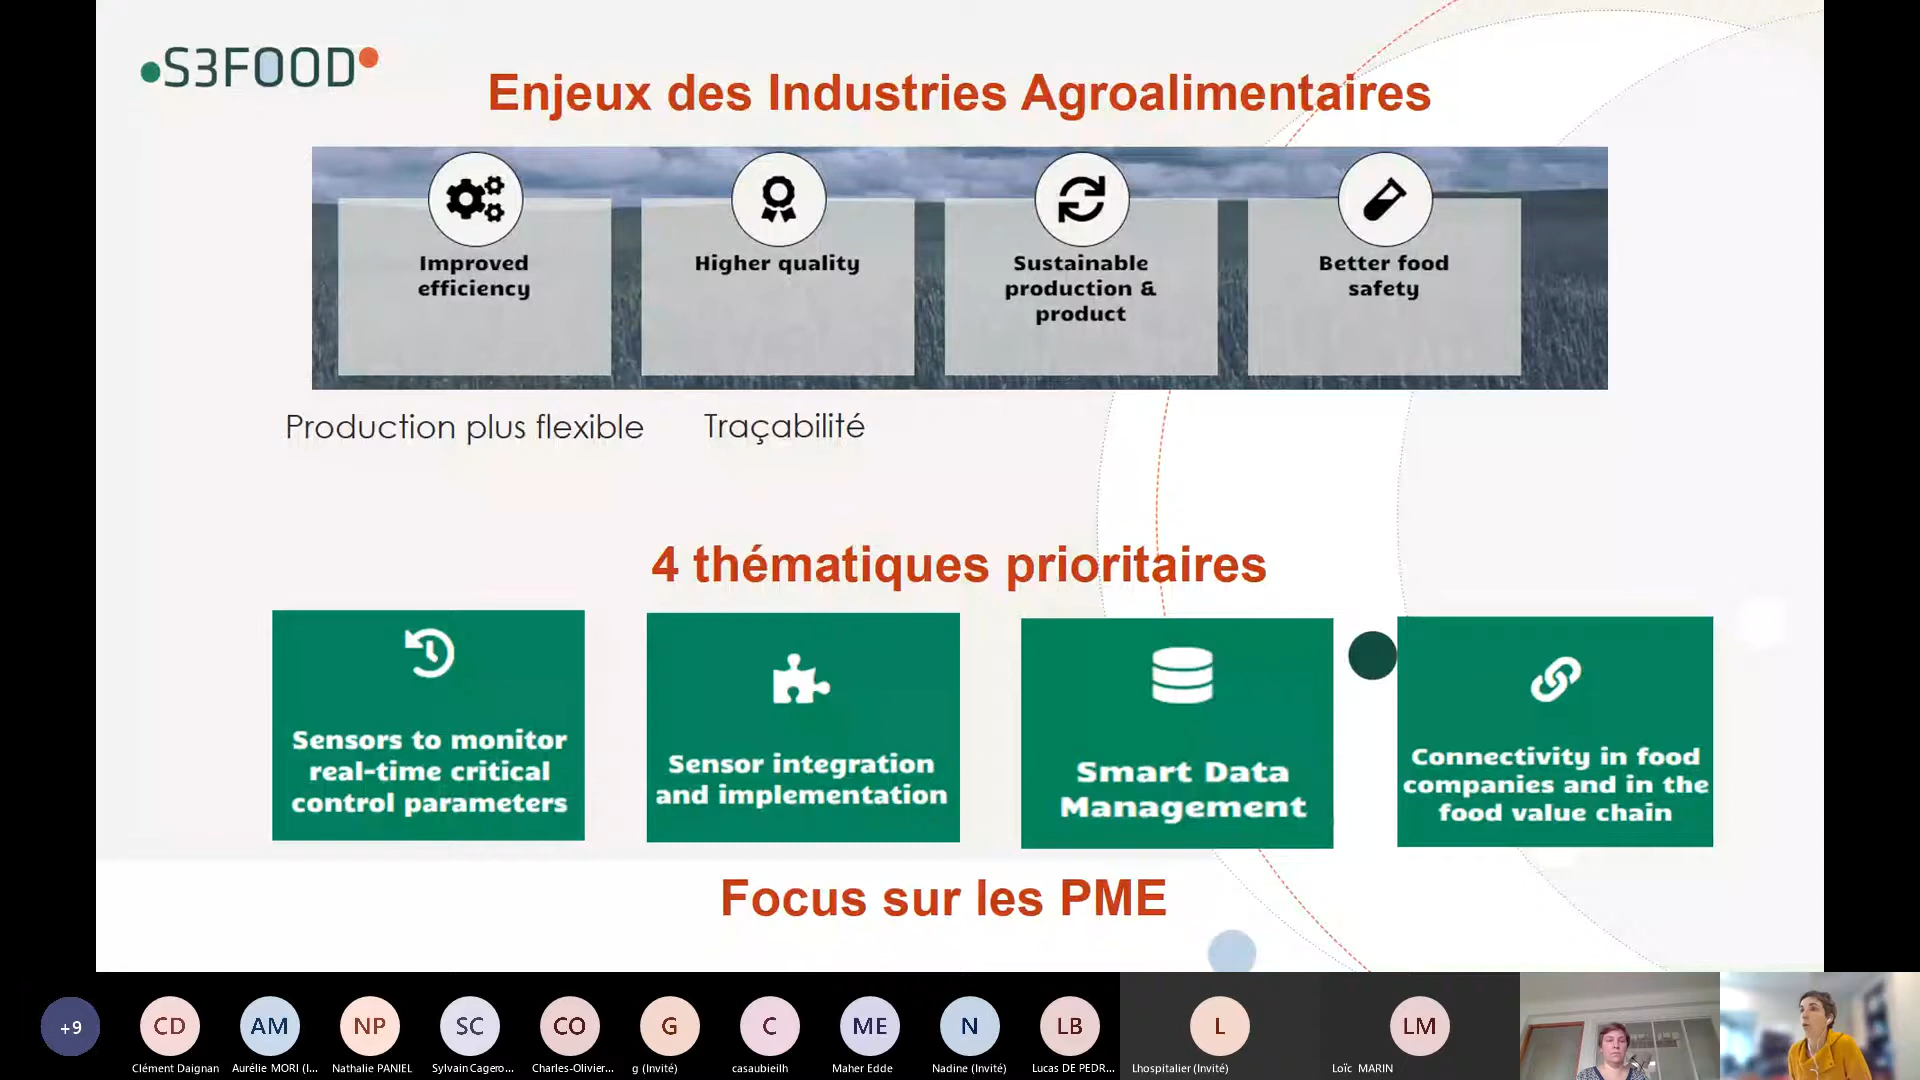 S3FOOD
Enjeux des Industries Agroalimentaires
Improved
efficiency
Higher quality
Sustainable
production &
product
Better food
safety
Production plus flexible
Traçabilité
4 thématiques prioritaires
Sensors to monitor
real-time critical
control parameters
Sensor integration
and implementation
Smart Data
Management
Connectivity in food
companies and in the
food value chain
Focus sur les PME
+9
CD
AM
NP
SC
CO
G
C
ME
N
LB
L
LM
Clément Daignan
Aurélie MORI (I...
Nathalie PANIEL
Sylvain Cagero...
Charles-Olivier...
g (Invité)
casaubieilh
Maher Edde
Nadine (Invité)
Lucas DE PEDR...
Lhospitalier (Invité)
Loïc MARIN